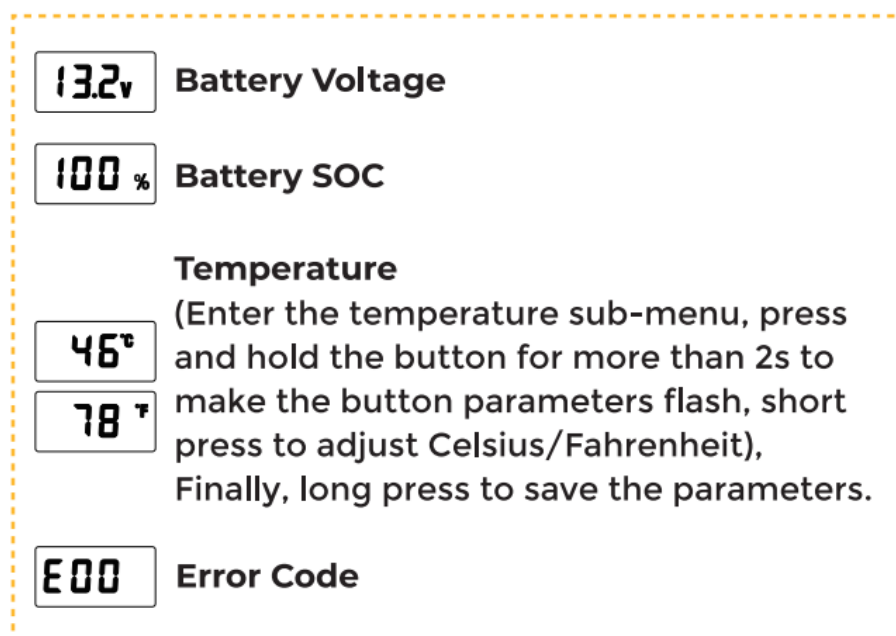 13.2v Battery Voltage
100 % Battery SOC
Temperature
(Enter the temperature sub-menu, press
46℃ and hold the button for more than 2s to
78 ℉ make the button parameters flash, short
press to adjust Celsius/Fahrenheit),
Finally, long press to save the parameters.
E00 Error Code